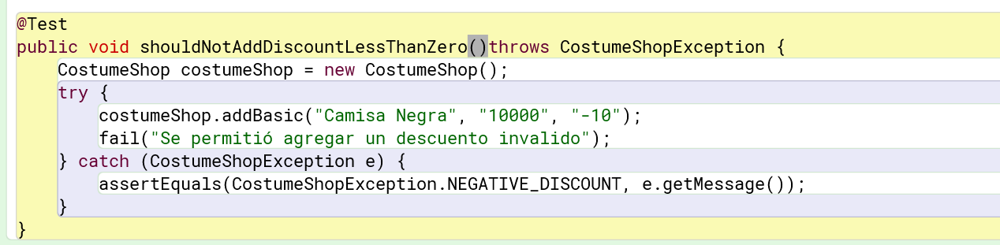 @Test
public void shouldNotAddDiscountLessThanZero()throws CostumeShopException {
CostumeShop costumeShop = new CostumeShop();
try {
costumeShop.addBasic("Camisa Negra", "10000", "-10");
fail("Se permitió agregar un descuento invalido");
} catch (CostumeShopException e) {
assertEquals(CostumeShopException.NEGATIVE_DISCOUNT, e.getMessage());
}
}